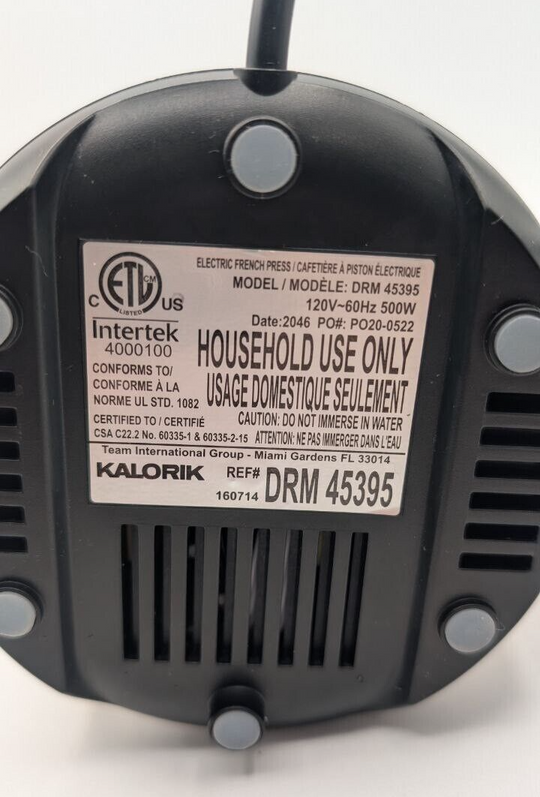 ELECTRIC FRENCH PRESS / CAFETIÈRE À PISTON ÉLECTRIQUE
MODEL / MODÈLE: DRM 45395
120V~60Hz 500W
Date:2046 PO#: PO20-0522
C ETL CM US
LISTED
Intertek
4000100
CONFORMS TO/
CONFORME À LA
NORME UL STD. 1082
HOUSEHOLD USE ONLY
USAGE DOMESTIQUE SEULEMENT
CAUTION: DO NOT IMMERSE IN WATER
CERTIFIED TO / CERTIFIÉ
CSA C22.2 No. 60335-1 & 60335-2-15 ATTENTION: NE PAS IMMERGER DANS L'EAU
Team International Group - Miami Gardens FL 33014
KALORIK REF# DRM 45395
160714